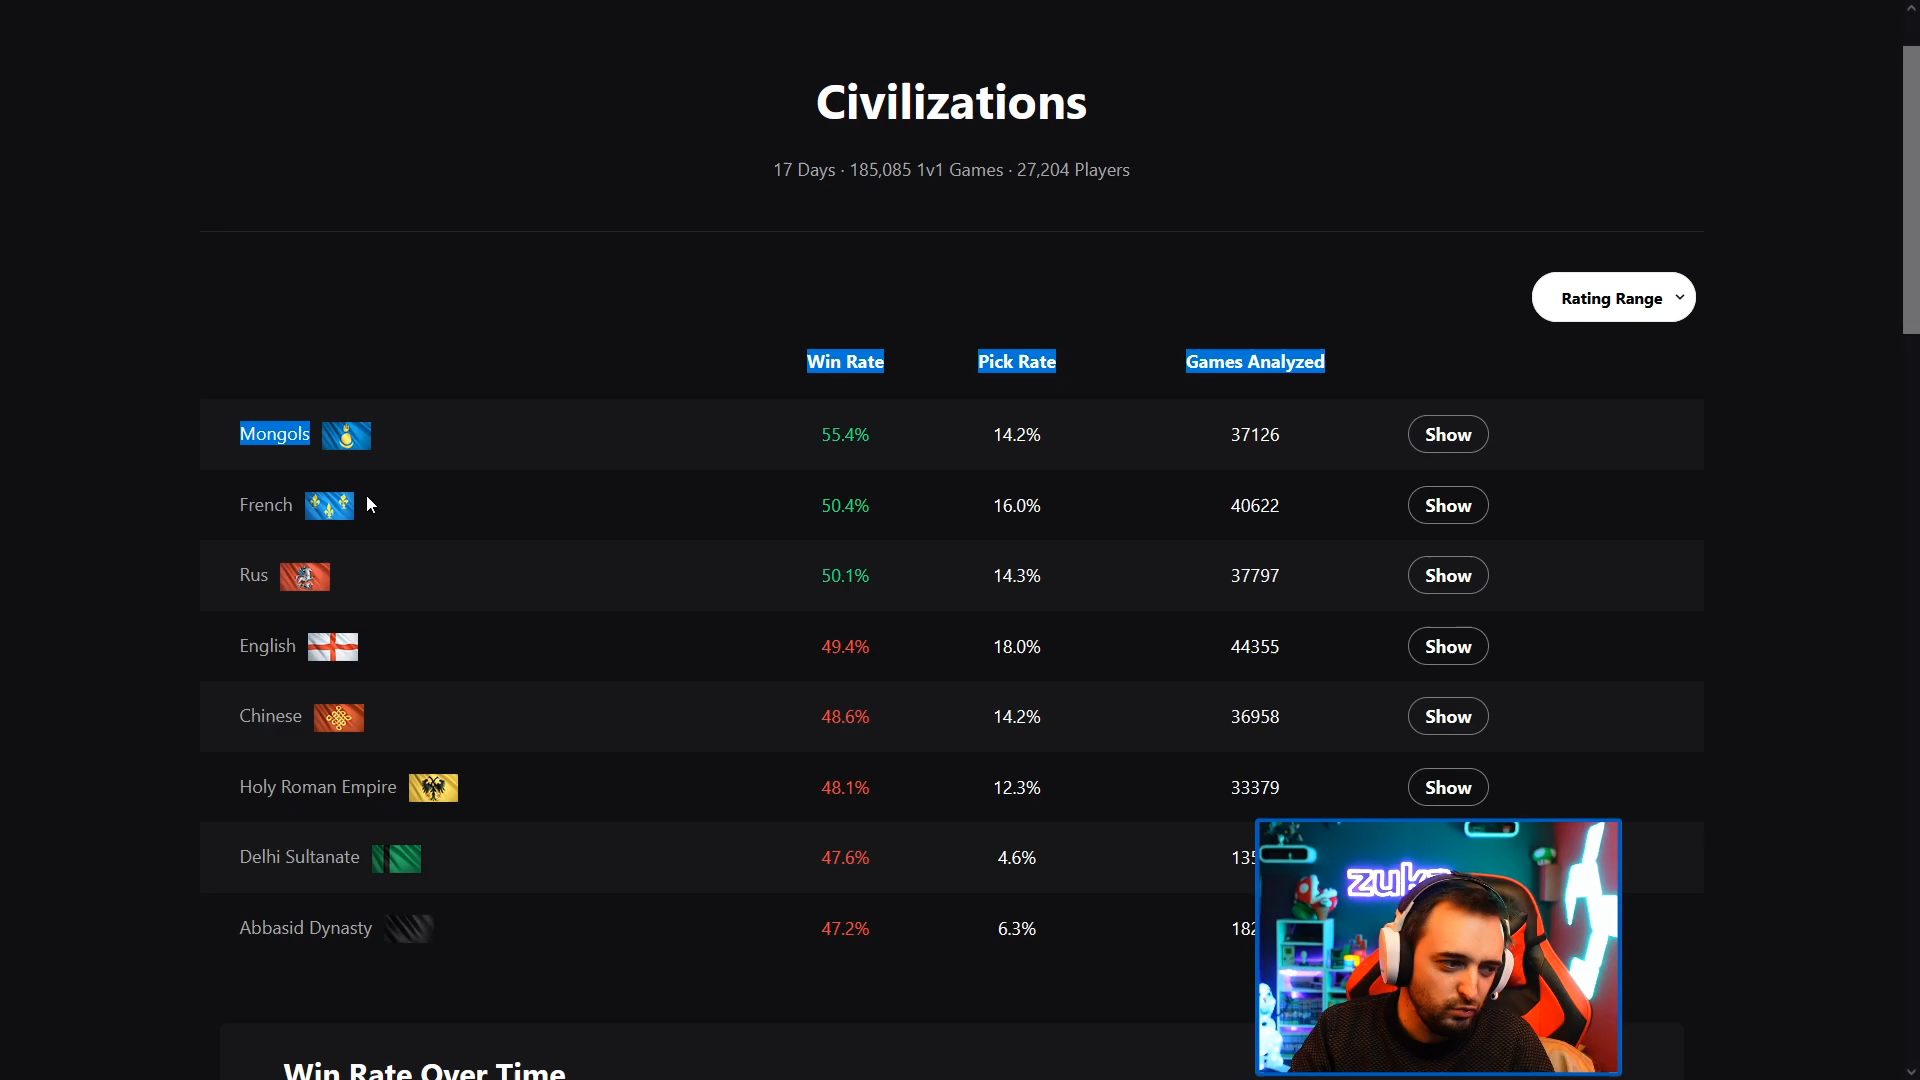 Civilizations
17 Days · 185,085 1v1 Games · 27,204 Players
Rating Range
Win Rate Pick Rate Games Analyzed
Mongols 55.4% 14.2% 37126 Show
French 50.4% 16.0% 40622 Show
Rus 50.1% 14.3% 37797 Show
English 49.4% 18.0% 44355 Show
Chinese 48.6% 14.2% 36958 Show
Holy Roman Empire 48.1% 12.3% 33379 Show
Delhi Sultanate 47.6% 4.6%
Abbasid Dynasty 47.2% 6.3%
Win Rate Over Time